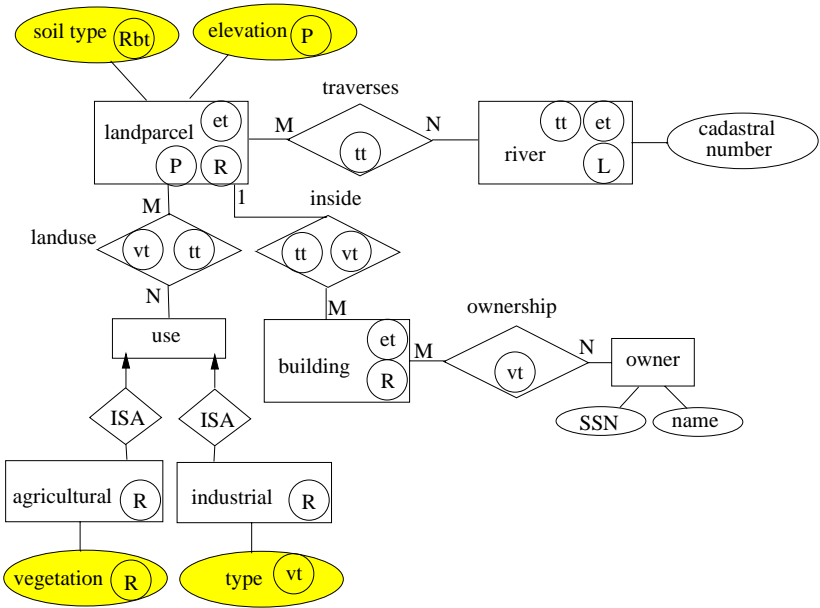 soil type Rbt
elevation P
traverses
landparcel et
P R
M
tt
N
tt et
river
L
cadastral
number
M
1
inside
landuse
vt tt
tt vt
N
M
ownership
use
building
et
R
M
vt
N
owner
ISA
ISA
SSN
name
agricultural R
industrial R
vegetation R
type vt